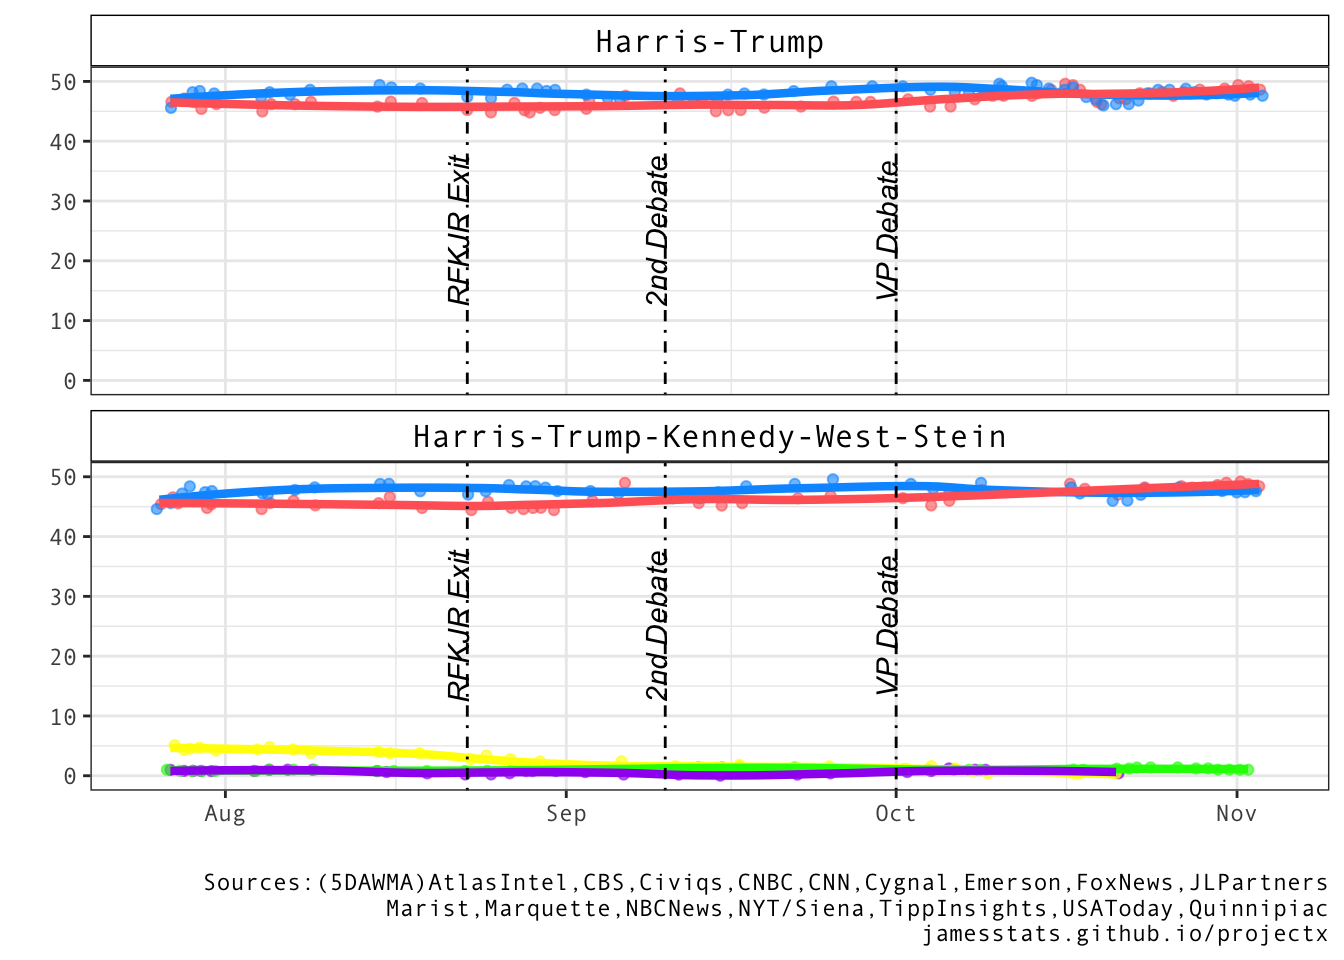 Harris-Trump
50
40
30
20
10
0
RFKJR Exit
2nd Debate
VP Debate
Harris-Trump-Kennedy-West-Stein
50
40
30
20
10
0
RFKJR Exit
2nd Debate
VP Debate
Aug Sep Oct Nov
Sources:(5DAWMA)AtlasIntel,CBS,Civiqs,CNBC,CNN,Cygnal,Emerson,FoxNews,JLPartners
Marist,Marquette,NBCNews,NYT/Siena,TippInsights,USAToday,Quinnipiac
jamesstats.github.io/projectx